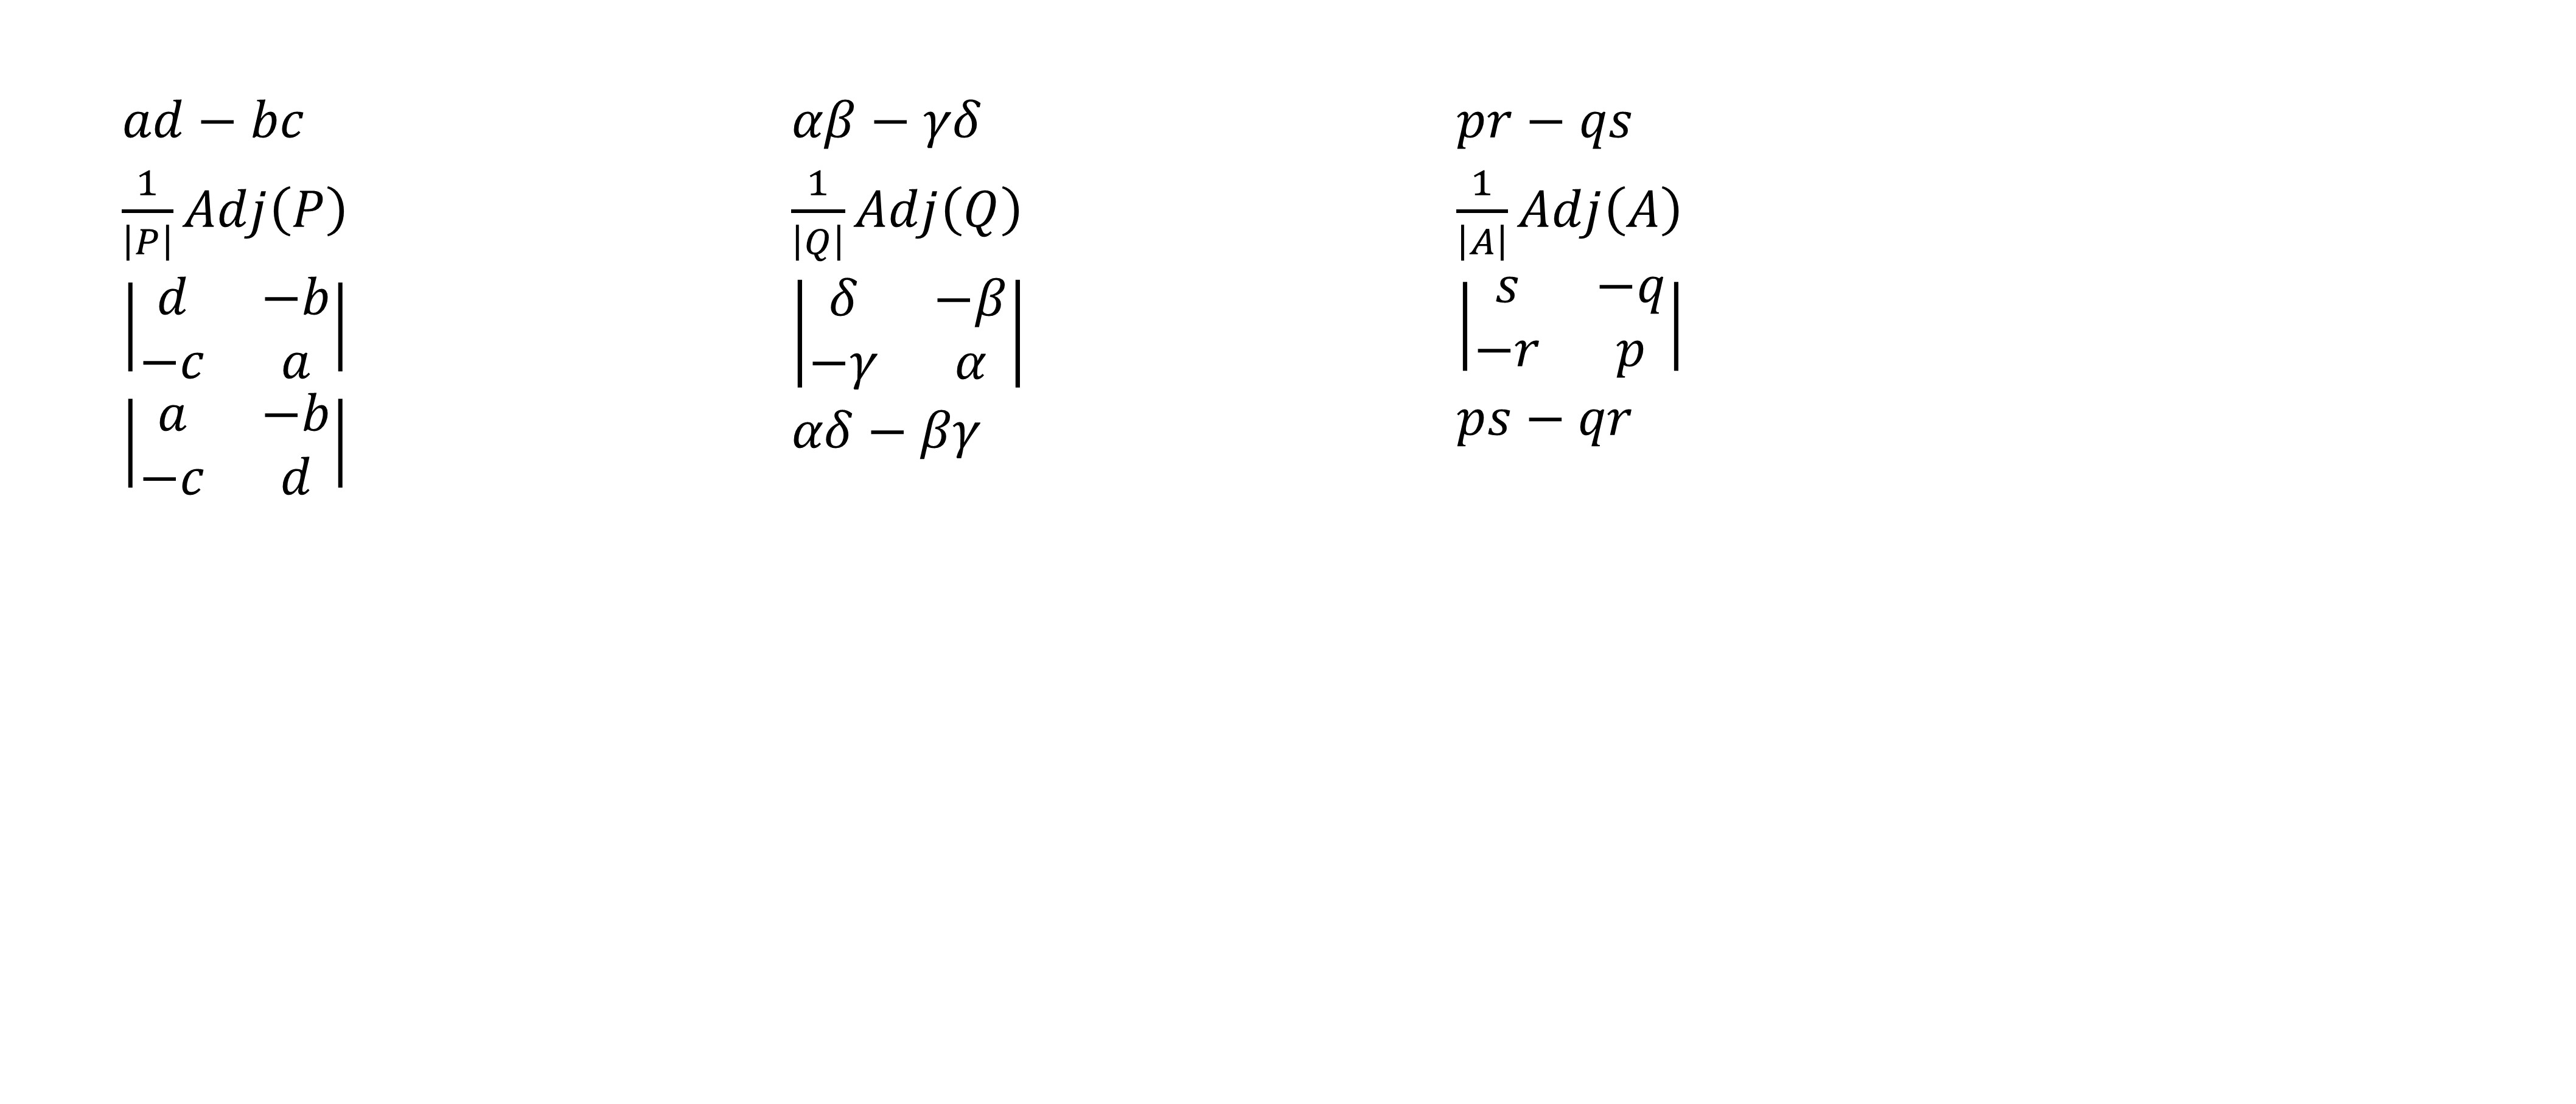 ad − bc
1/|P| Adj(P)
| d −b |
| −c a |
| a −b |
| −c d |
αβ − γδ
1/|Q| Adj(Q)
| δ −β |
| −γ α |
αδ − βγ
pr − qs
1/|A| Adj(A)
| s −q |
| −r p |
ps − qr